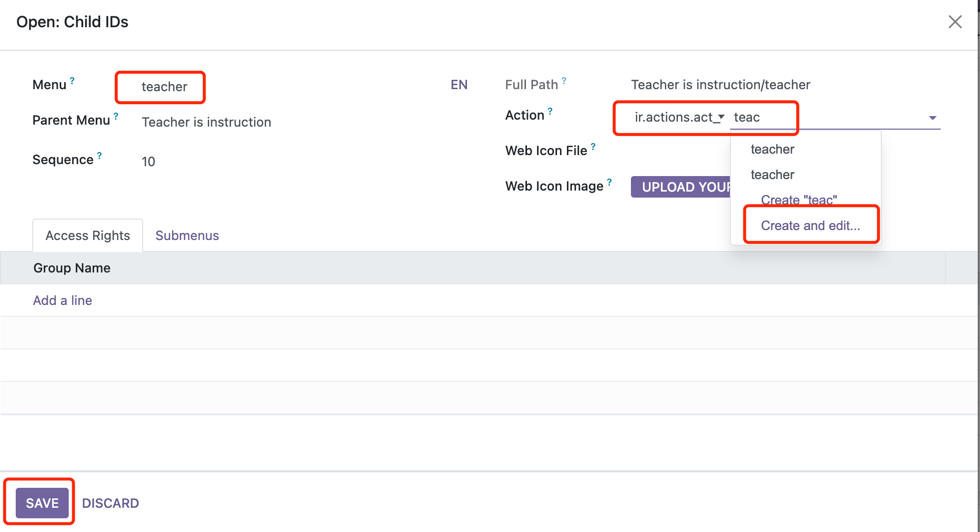 Open: Child IDs
Menu ? teacher EN
Parent Menu ? Teacher is instruction
Sequence ? 10
Full Path ? Teacher is instruction/teacher
Action ? ir.actions.act_ teac
Web Icon File ?
Web Icon Image ? UPLOAD YOUR
teacher
teacher
Create "teac"
Create and edit...
Access Rights Submenus
Group Name
Add a line
SAVE DISCARD